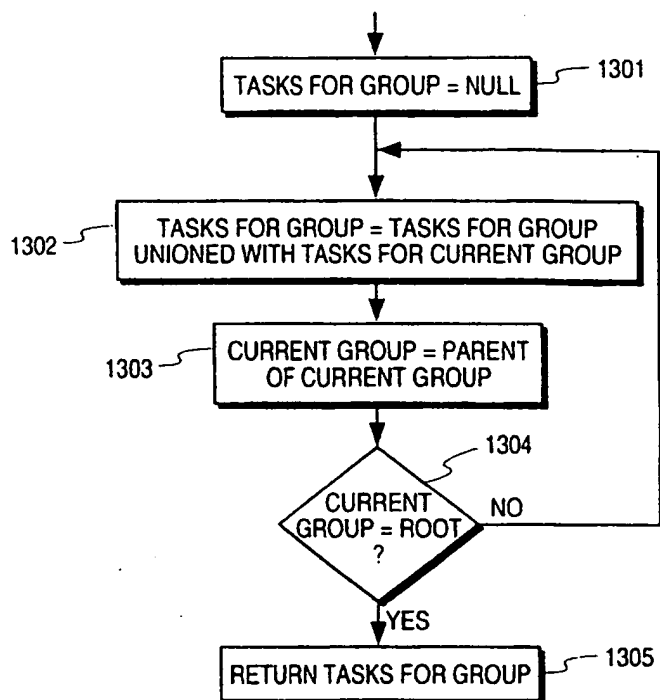 TASKS FOR GROUP = NULL
1301
1302
TASKS FOR GROUP = TASKS FOR GROUP
UNIONED WITH TASKS FOR CURRENT GROUP
1303
CURRENT GROUP = PARENT
OF CURRENT GROUP
1304
CURRENT
GROUP = ROOT
?
NO
YES
1305
RETURN TASKS FOR GROUP